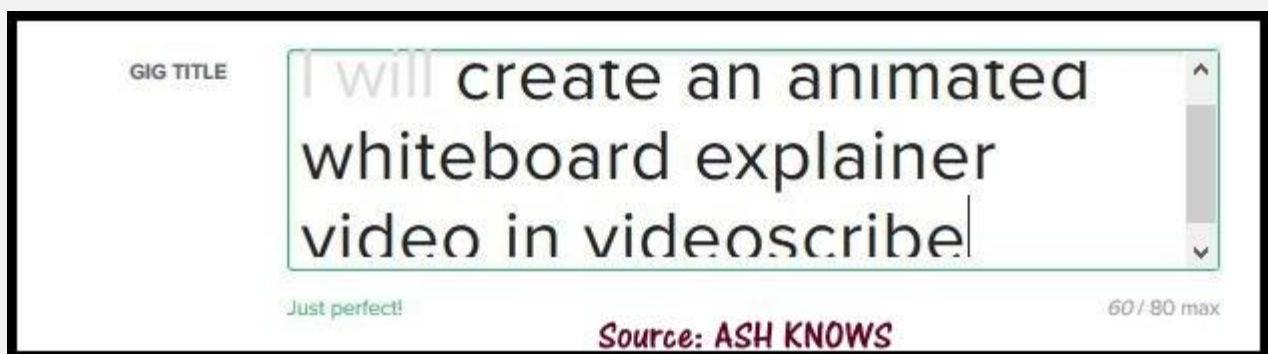 GIG TITLE
I will create an animated
whiteboard explainer
video in videoscribe
Just perfect!
60 / 80 max
Source: ASH KNOWS